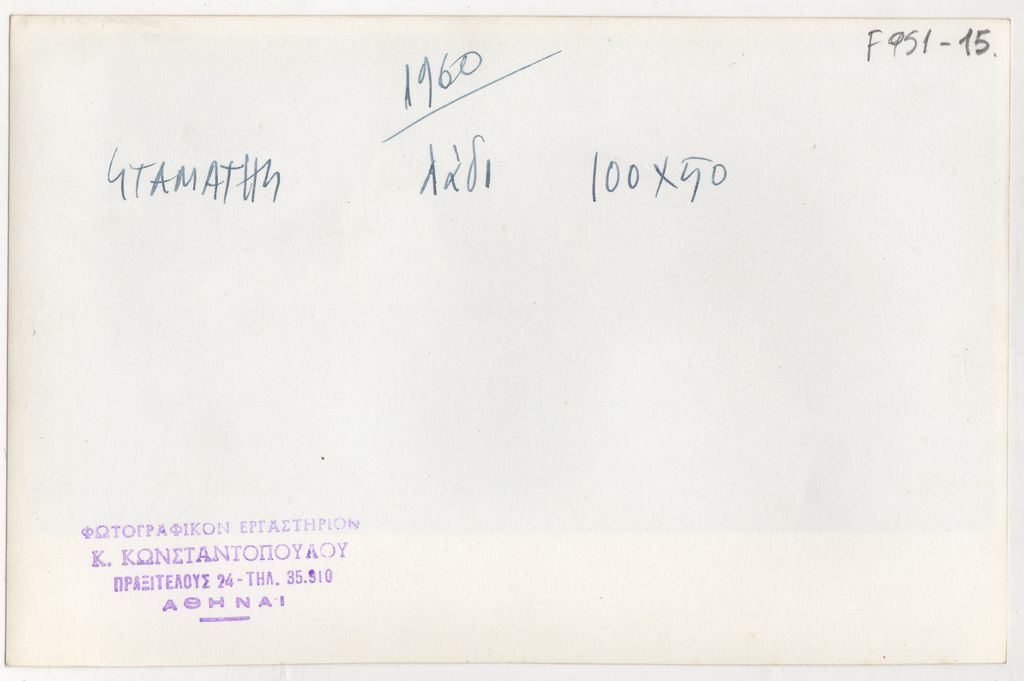 F951-15.
1960
ΣΤΑΜΑΤΗΣ λάδι 100X50
ΦΩΤΟΓΡΑΦΙΚΟΝ ΕΡΓΑΣΤΗΡΙΟΝ
Κ. ΚΩΝΣΤΑΝΤΟΠΟΥΛΟΥ
ΠΡΑΞΙΤΕΛΟΥΣ 24-ΤΗΛ. 35.910
ΑΘΗΝΑΙ